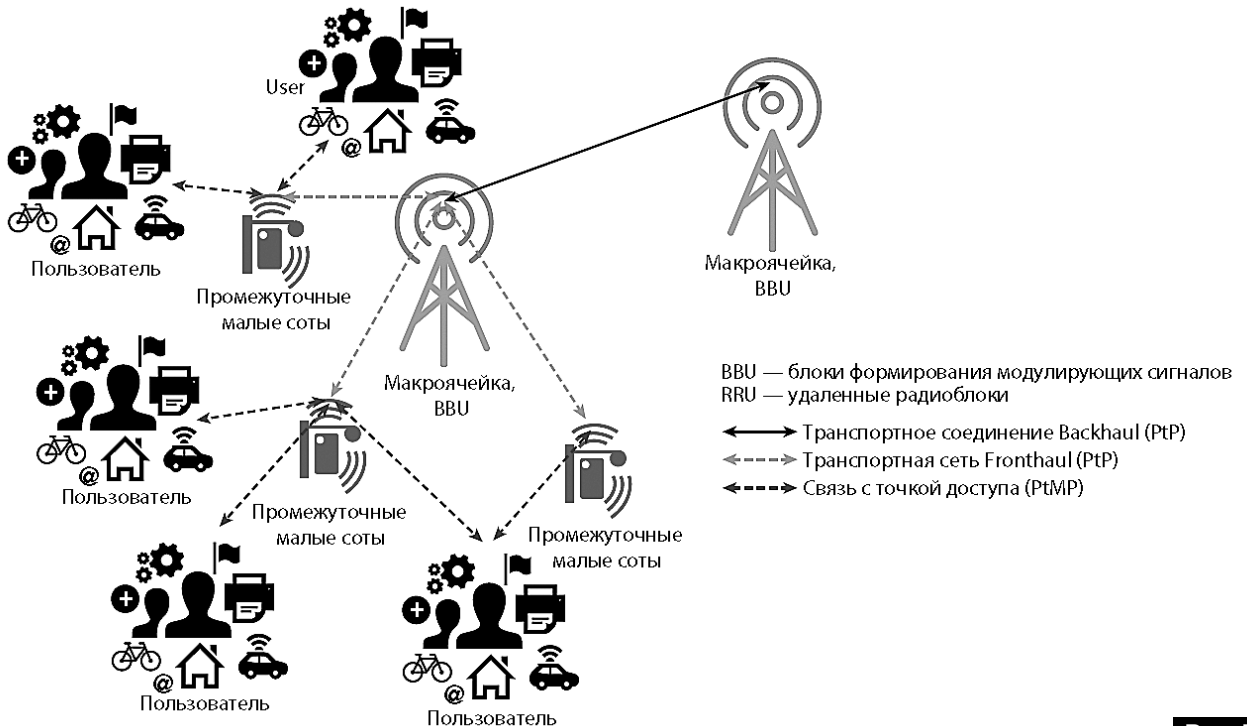 User
Пользователь
Промежуточные
малые соты
Макроячейка,
BBU
Макроячейка,
BBU
BBU — блоки формирования модулирующих сигналов
RRU — удаленные радиоблоки
Транспортное соединение Backhaul (PtP)
Транспортная сеть Fronthaul (PtP)
Связь с точкой доступа (PtMP)
Пользователь
Промежуточные
малые соты
Промежуточные
малые соты
Пользователь
Пользователь
@
@
@
@
@